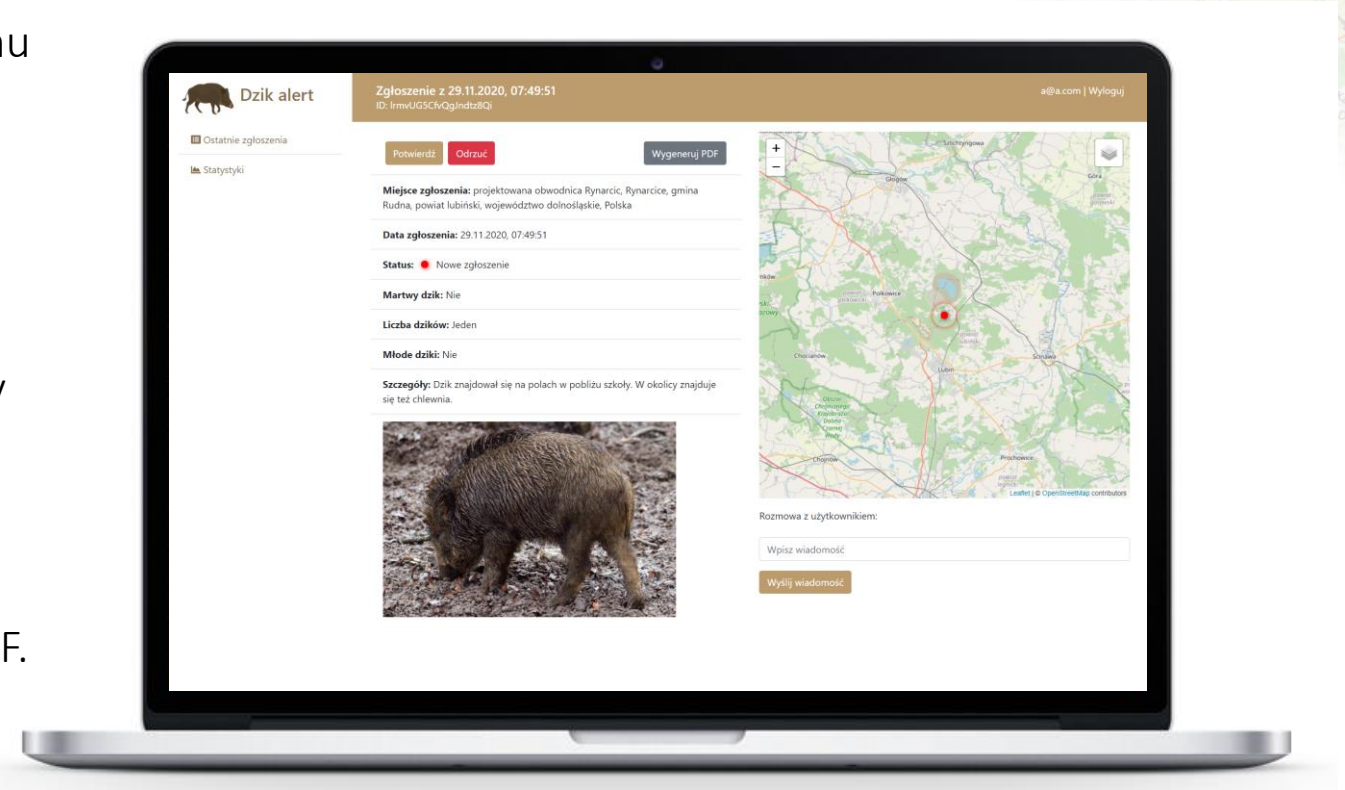 u
y
F.
Dzik alert
Ostatnie zgłoszenia
Statystyki
Zgłoszenie z 29.11.2020, 07:49:51
ID: IrmvUG5CfvQgJndtz8Qi
a@a.com | Wyloguj
Potwierdź Odrzuć Wygeneruj PDF
Miejsce zgłoszenia: projektowana obwodnica Rynarcic, Rynarcice, gmina
Rudna, powiat lubiński, województwo dolnośląskie, Polska
Data zgłoszenia: 29.11.2020, 07:49:51
Status: Nowe zgłoszenie
Martwy dzik: Nie
Liczba dzików: Jeden
Młode dziki: Nie
Szczegóły: Dzik znajdował się na polach w pobliżu szkoły. W okolicy znajduje
się też chlewnia.
+
−
Szlichtyngowa
Głogów
Góra
Polkowice
Chocianów
Lubin
Ścinawa
Chojnów
Prochowice
Leaflet | © OpenStreetMap contributors
Rozmowa z użytkownikiem:
Wpisz wiadomość
Wyślij wiadomość